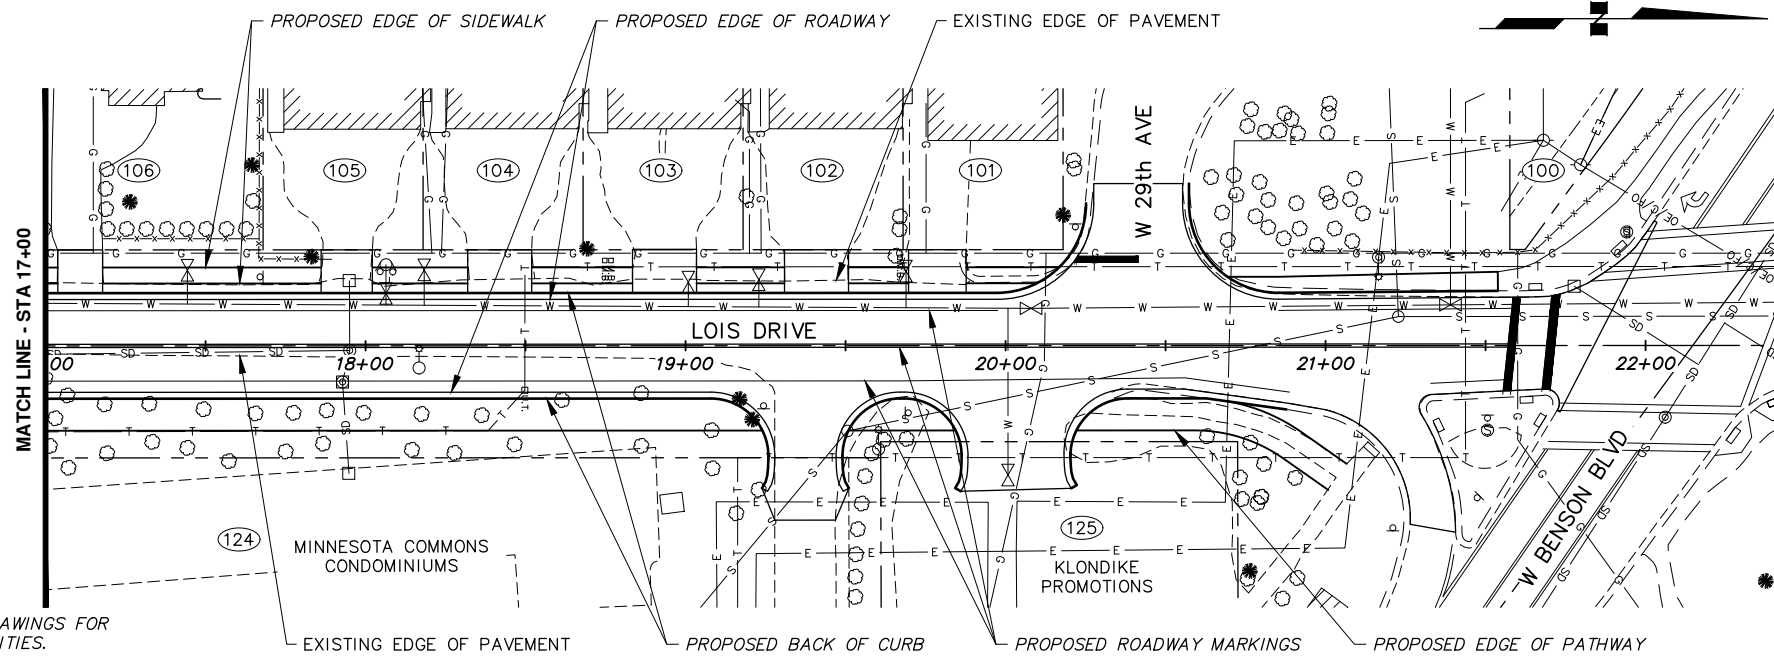 PROPOSED EDGE OF SIDEWALK
PROPOSED EDGE OF ROADWAY
EXISTING EDGE OF PAVEMENT
N
W 29th AVE
106
105
104
103
102
101
100
MATCH LINE - STA 17+00
LOIS DRIVE
00
18+00
19+00
20+00
21+00
22+00
124
MINNESOTA COMMONS
CONDOMINIUMS
125
KLONDIKE
PROMOTIONS
W BENSON BLVD
AWINGS FOR
ITIES.
EXISTING EDGE OF PAVEMENT
PROPOSED BACK OF CURB
PROPOSED ROADWAY MARKINGS
PROPOSED EDGE OF PATHWAY